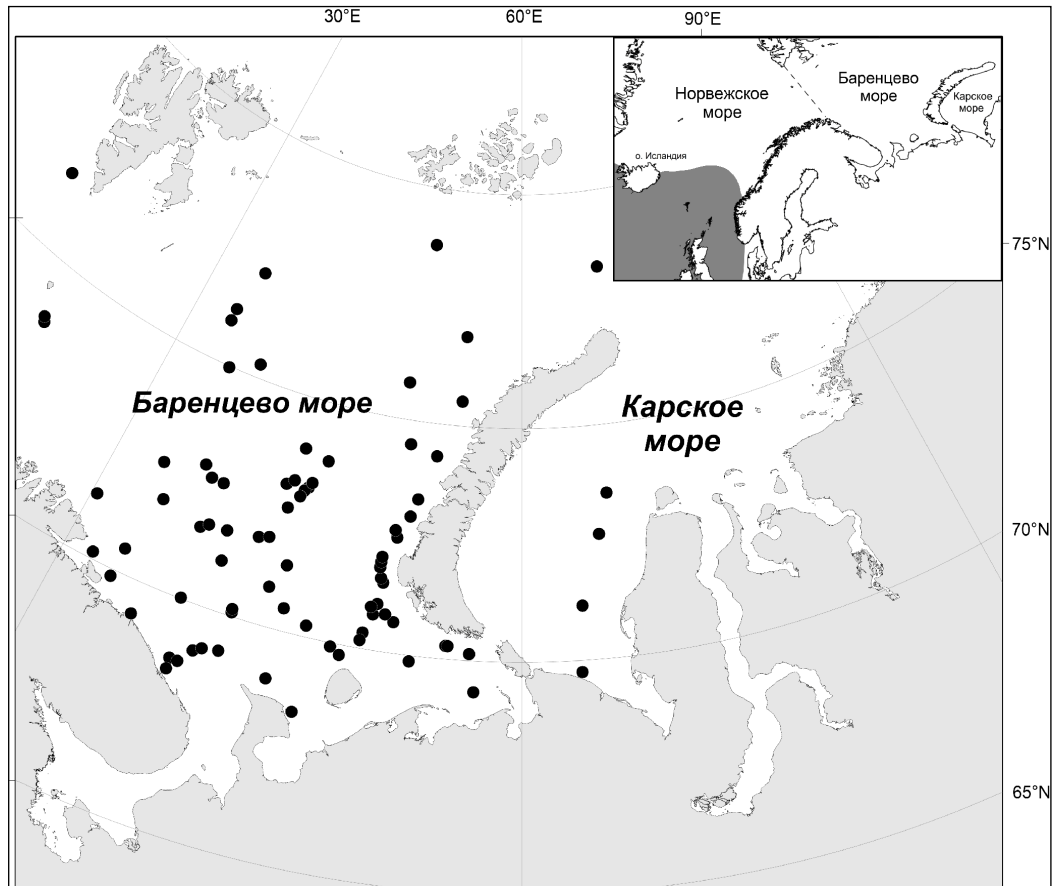 30°E
60°E
90°E
Норвежское
море
Баренцево
море
Карское
море
о. Исландия
75°N
Баренцево море
Карское
море
70°N
65°N